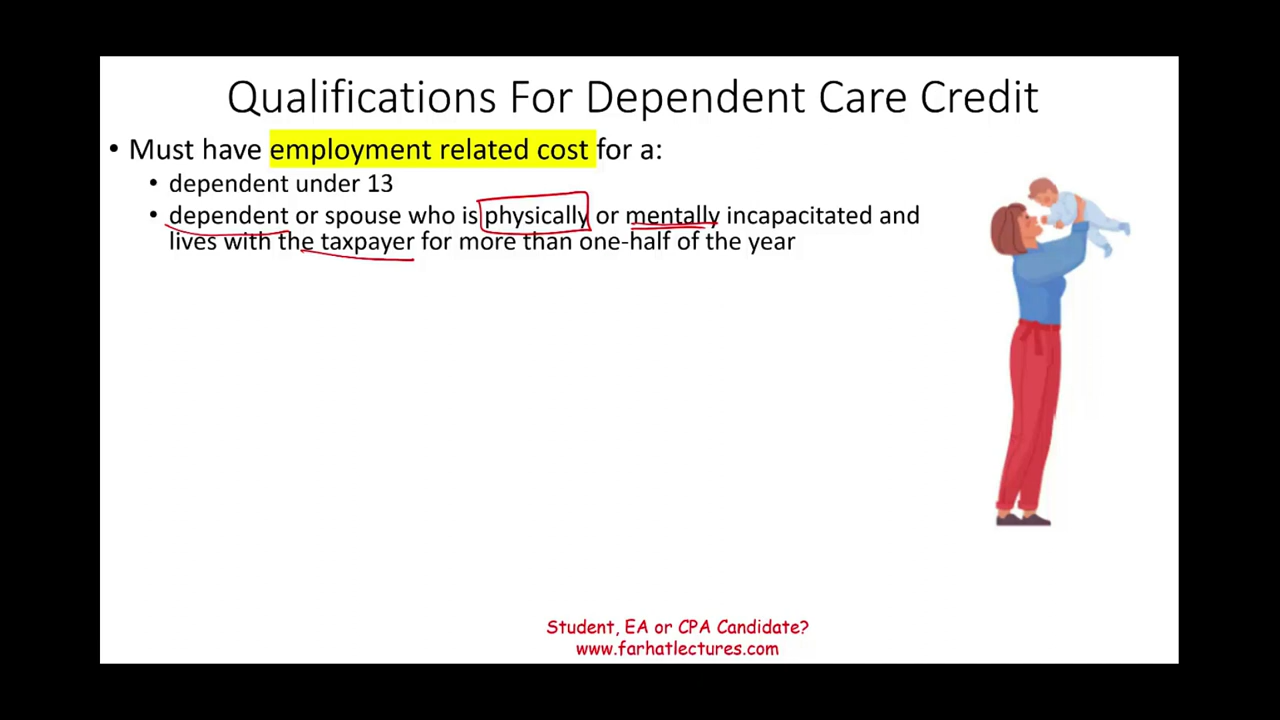 Qualifications For Dependent Care Credit
• Must have employment related cost for a:
• dependent under 13
• dependent or spouse who is physically or mentally incapacitated and
lives with the taxpayer for more than one-half of the year
Student, EA or CPA Candidate?
www.farhatlectures.com